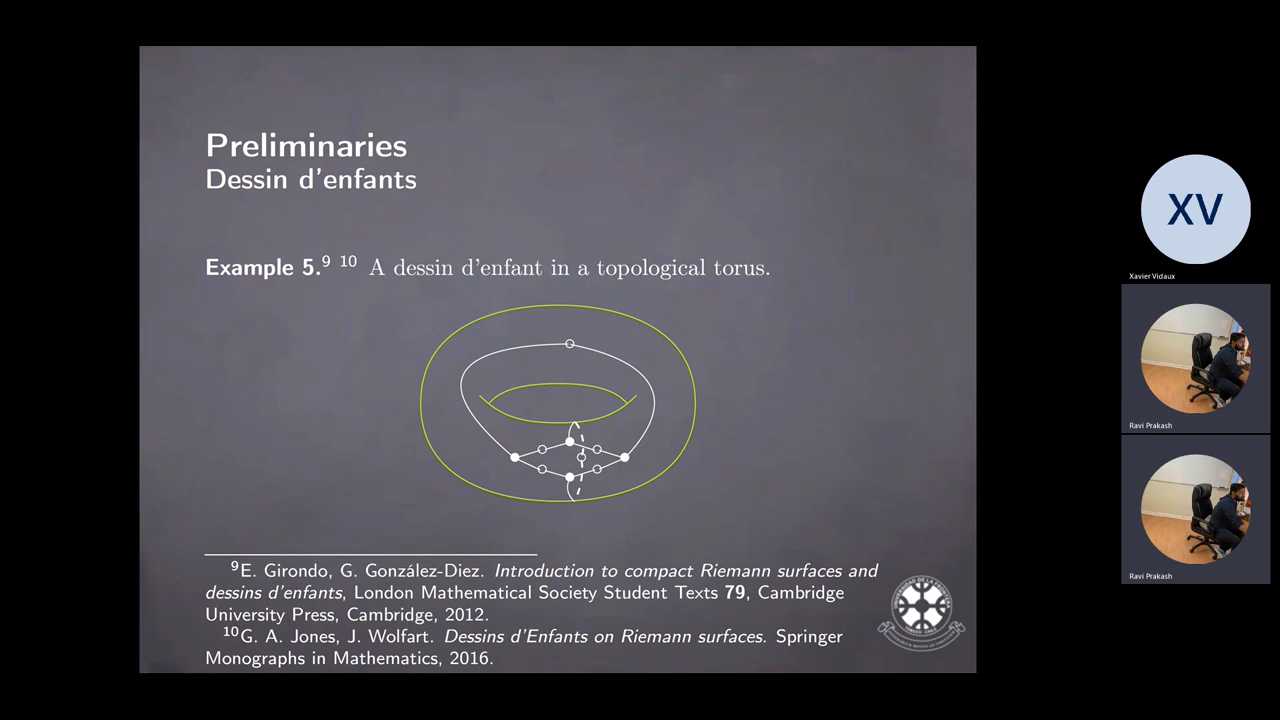 Preliminaries
Dessin d'enfants
Example 5.9 10 A dessin d'enfant in a topological torus.
9E. Girondo, G. González-Diez. Introduction to compact Riemann surfaces and
dessins d'enfants, London Mathematical Society Student Texts 79, Cambridge
University Press, Cambridge, 2012.
10G. A. Jones, J. Wolfart. Dessins d'Enfants on Riemann surfaces. Springer
Monographs in Mathematics, 2016.
XV
Xavier Vidaux
Ravi Prakash
Ravi Prakash